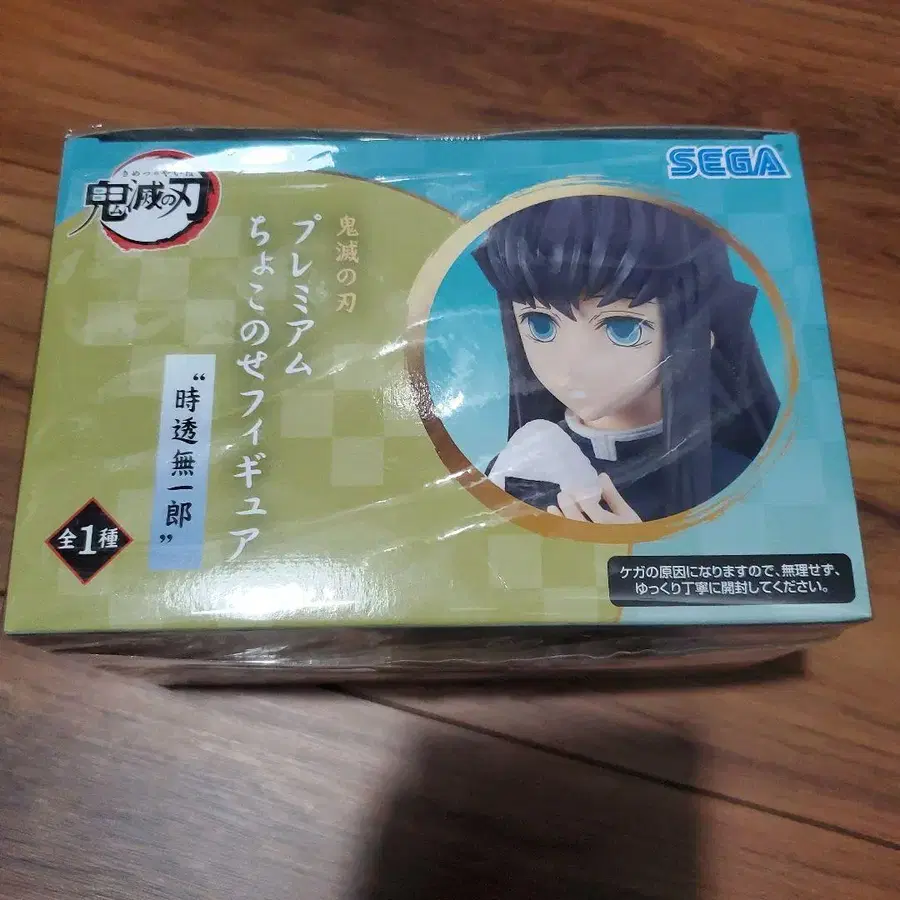 きめつのやいば
鬼滅の刃
SEGA
鬼滅の刃
プレミアム
ちょこのせフィギュア
“時透無一郎”
全1種
ケガの原因になりますので、無理せず、
ゆっくり丁寧に開封してください。